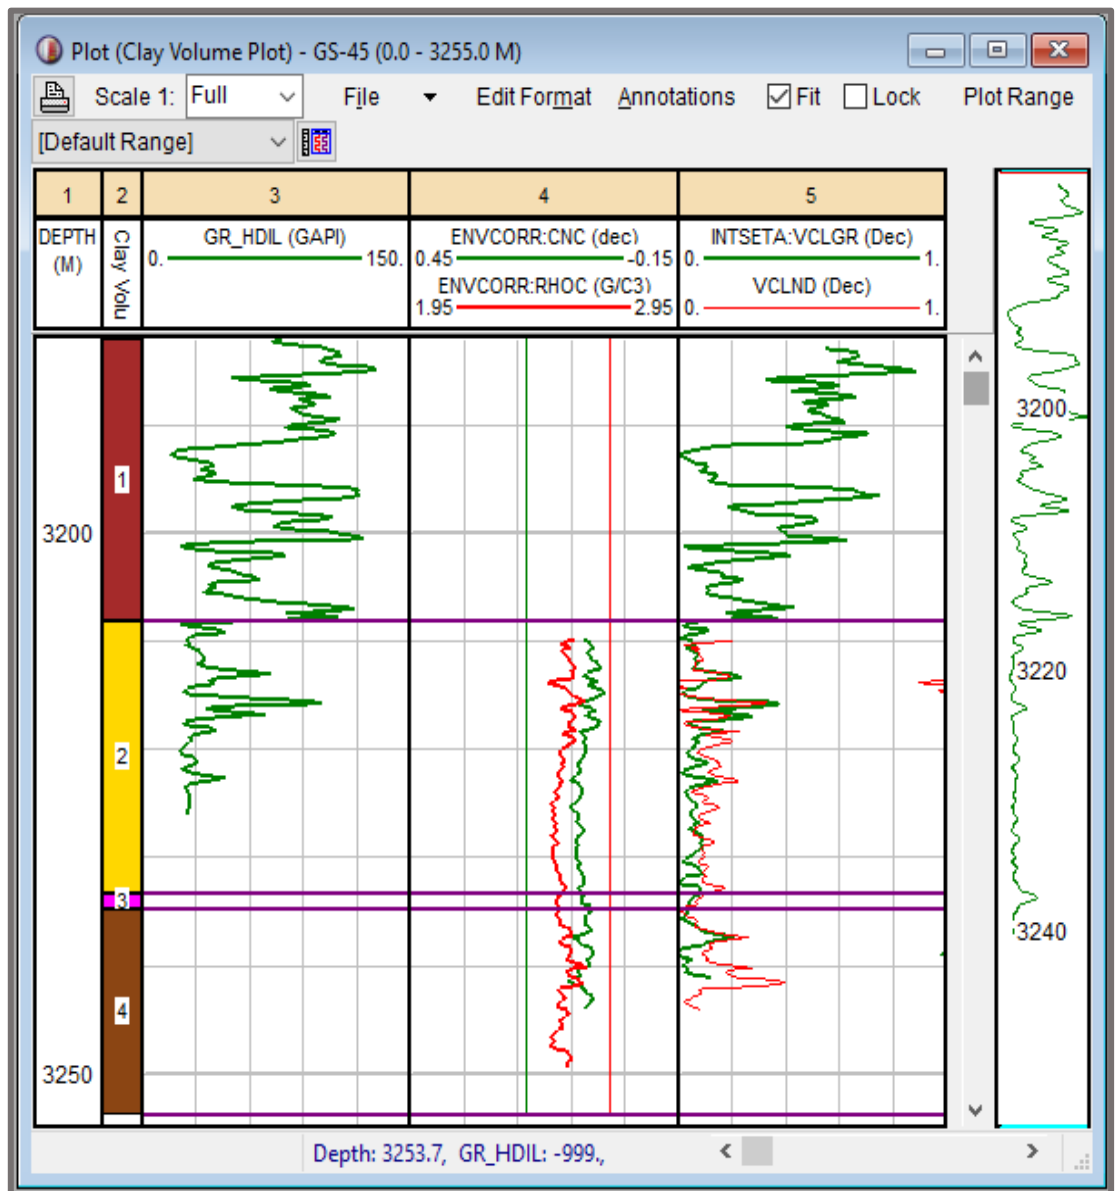 Plot (Clay Volume Plot) - GS-45 (0.0 - 3255.0 M)
Scale 1: Full File Edit Format Annotations Fit Lock Plot Range
[Default Range]
1 2 3 4 5
DEPTH
(M)
Clay Volu
GR_HDIL (GAPI)
0. 150.
ENVCORR:CNC (dec)
0.45 -0.15
ENVCORR:RHOC (G/C3)
1.95 2.95
INTSETA:VCLGR (Dec)
0. 1.
VCLND (Dec)
0. 1.
1
3200
2
3
4
3250
3200
3220
3240
Depth: 3253.7, GR_HDIL: -999.,